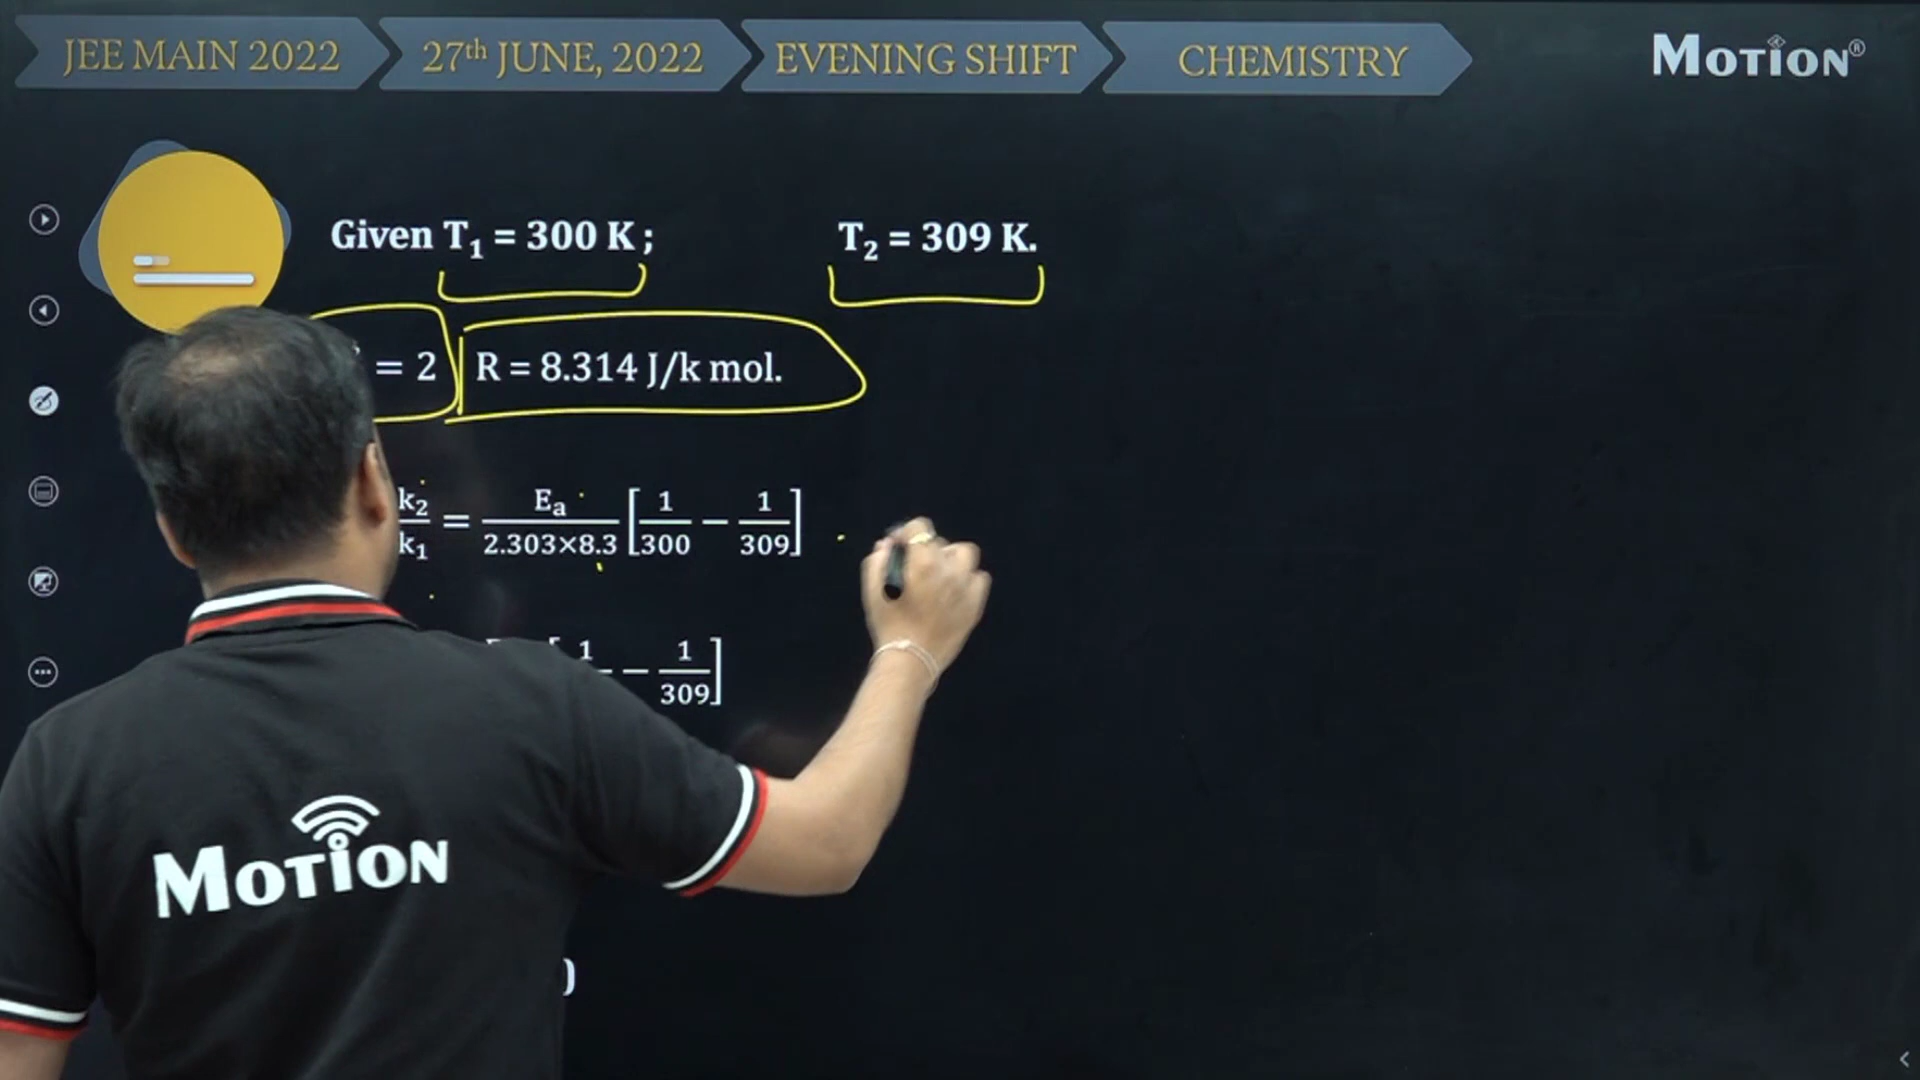 JEE MAIN 2022 27th JUNE, 2022 EVENING SHIFT CHEMISTRY MOTION®
Given T₁ = 300 K ; T₂ = 309 K.
= 2 R = 8.314 J/k mol.
k₂/k₁ = Eₐ/2.303×8.3 [1/300 − 1/309]
[1 − 1/309]
)
MOTION